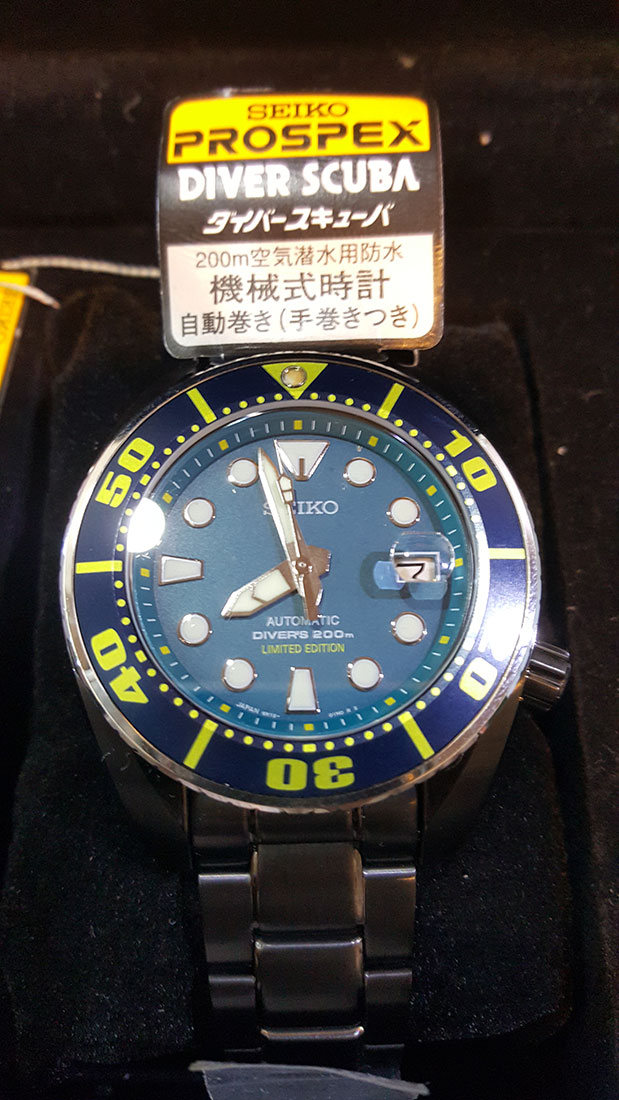 SEIKO
PROSPEX
DIVER SCUBA
ダイバースキューバ
200m空気潜水用防水
機械式時計
自動巻き(手巻きつき)
50
10
SEIKO
AUTOMATIC
DIVER'S 200m
LIMITED EDITION
40
20
JAPAN
30